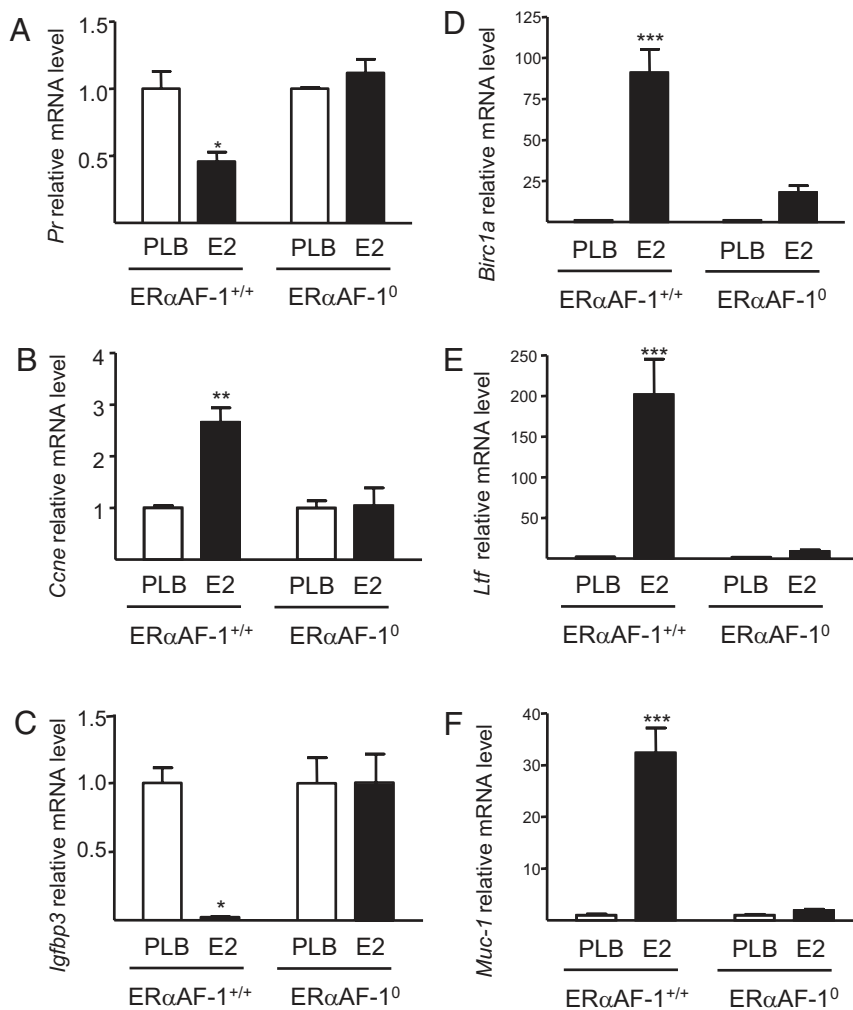 A
Pr relative mRNA level
1.5
1.0
0.5
*
PLB E2 PLB E2
ERαAF-1+/+ ERαAF-10
B
Ccne relative mRNA level
4
3
2
1
**
PLB E2 PLB E2
ERαAF-1+/+ ERαAF-10
C
Igfbp3 relative mRNA level
1.5
1.0
0.5
*
PLB E2 PLB E2
ERαAF-1+/+ ERαAF-10
D
Birc1a relative mRNA level
125
100
75
50
25
***
PLB E2 PLB E2
ERαAF-1+/+ ERαAF-10
E
Ltf relative mRNA level
250
200
150
100
50
***
PLB E2 PLB E2
ERαAF-1+/+ ERαAF-10
F
Muc-1 relative mRNA level
40
30
20
10
***
PLB E2 PLB E2
ERαAF-1+/+ ERαAF-10